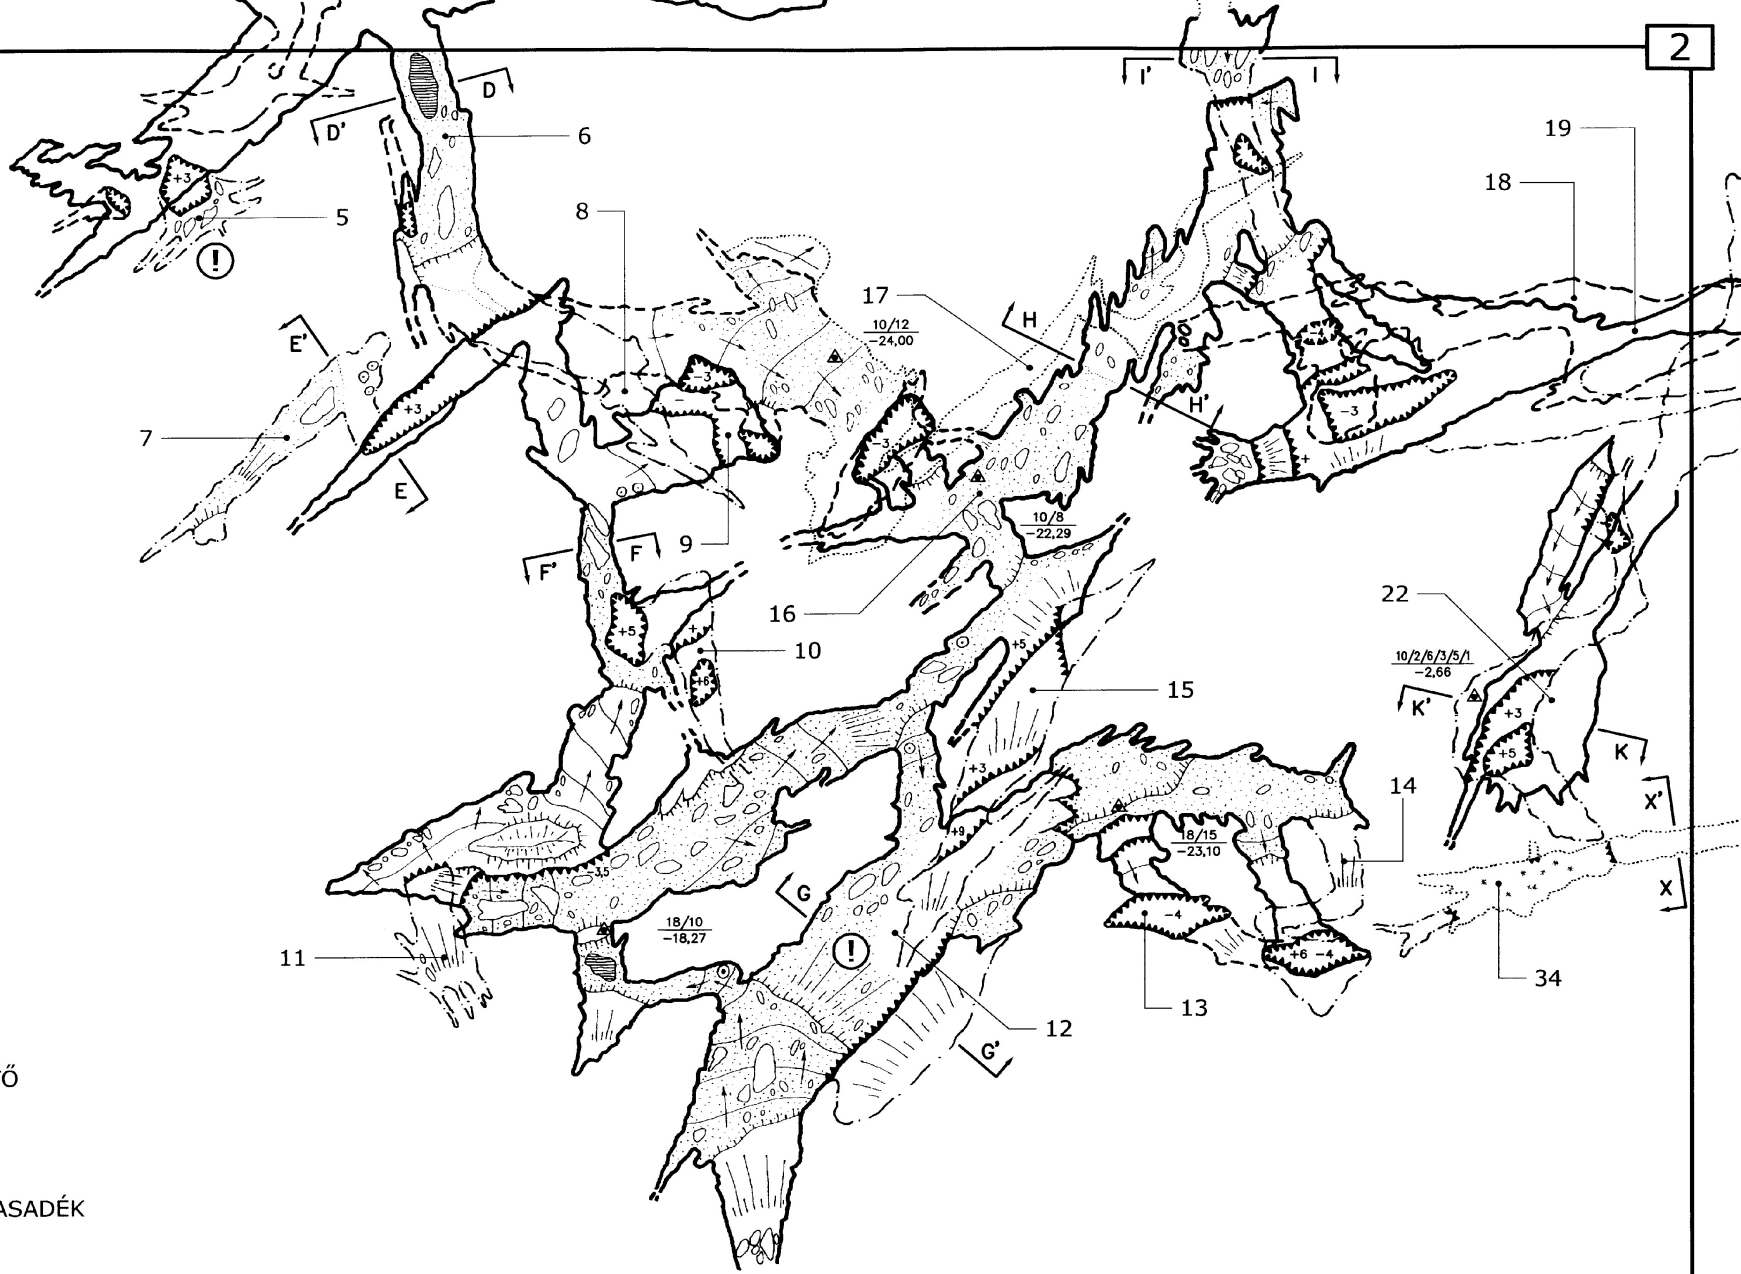 2
I'
I
D
D'
6
19
+3
18
5
8
!
17
H
10/12
−24,00
E'
-3
+3
H'
-3
7
-3
+
E
10/8
−22,29
F
9
F'
22
16
+5
+
+5
10
10/2/6/3/5/1
−2,66
+6
15
K'
+3
K
+5
+3
14
X'
+9
18/15
−23,10
-3,5
G
X
-4
18/10
−18,27
!
+6 -4
11
34
13
12
G'
Ő
ASADÉK